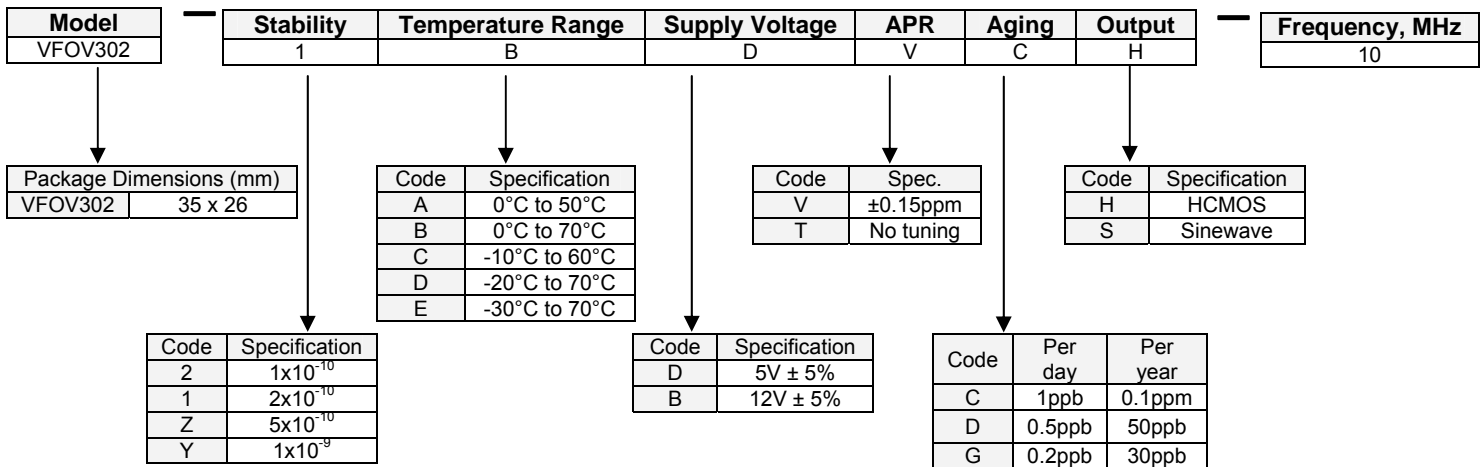 Model — Stability Temperature Range Supply Voltage APR Aging Output — Frequency, MHz
VFOV302 1 B D V C H 10
Package Dimensions (mm)
VFOV302 35 x 26
Code Specification
A 0°C to 50°C
B 0°C to 70°C
C -10°C to 60°C
D -20°C to 70°C
E -30°C to 70°C
Code Spec.
V ±0.15ppm
T No tuning
Code Specification
H HCMOS
S Sinewave
Code Specification
2 1x10⁻¹⁰
1 2x10⁻¹⁰
Z 5x10⁻¹⁰
Y 1x10⁻⁹
Code Specification
D 5V ± 5%
B 12V ± 5%
Code Per day Per year
C 1ppb 0.1ppm
D 0.5ppb 50ppb
G 0.2ppb 30ppb